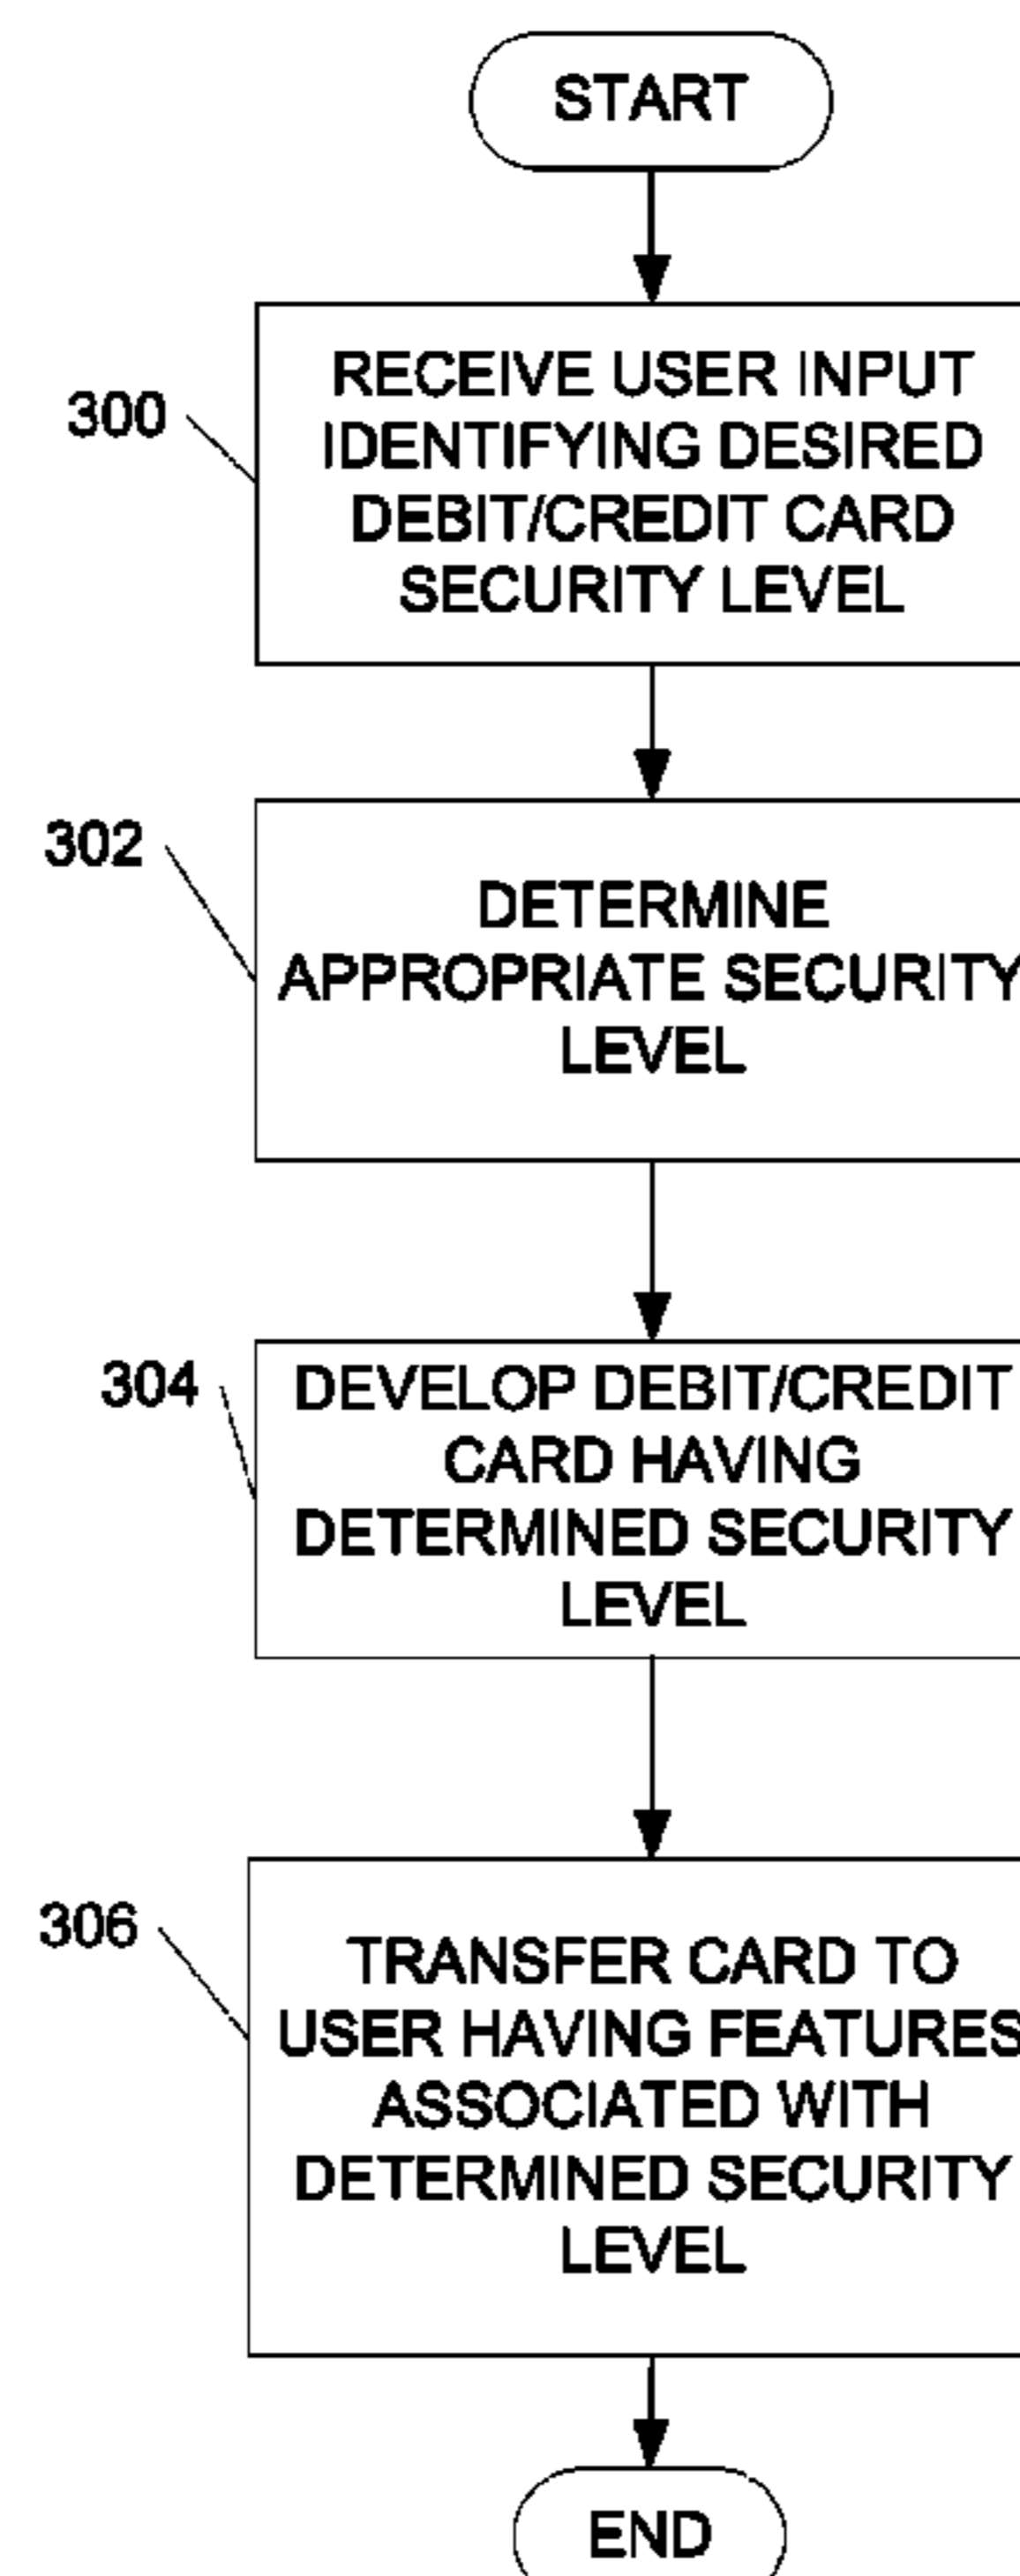 START
300
RECEIVE USER INPUT
IDENTIFYING DESIRED
DEBIT/CREDIT CARD
SECURITY LEVEL
302
DETERMINE
APPROPRIATE SECURITY
LEVEL
304
DEVELOP DEBIT/CREDIT
CARD HAVING
DETERMINED SECURITY
LEVEL
306
TRANSFER CARD TO
USER HAVING FEATURES
ASSOCIATED WITH
DETERMINED SECURITY
LEVEL
END